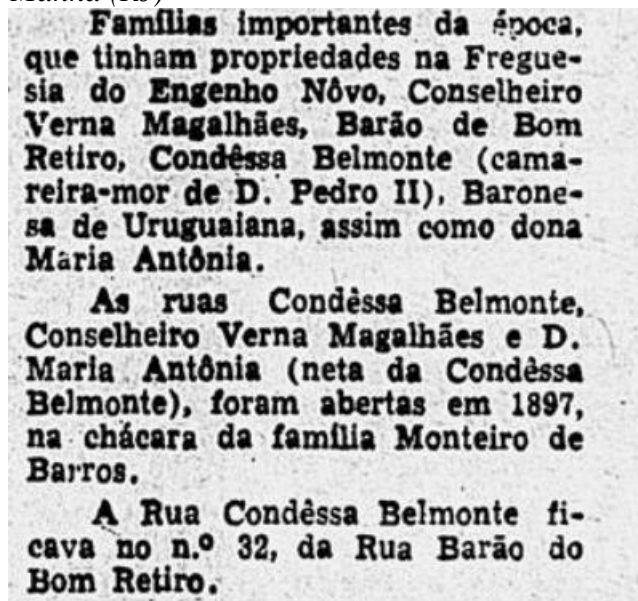 Famílias importantes da época,
que tinham propriedades na Fregue-
sia do Engenho Nôvo, Conselheiro
Verna Magalhães, Barão de Bom
Retiro, Condêssa Belmonte (cama-
reira-mor de D. Pedro II), Barone-
sa de Uruguaiana, assim como dona
Maria Antônia.
As ruas Condêssa Belmonte,
Conselheiro Verna Magalhães e D.
Maria Antônia (neta da Condêssa
Belmonte), foram abertas em 1897,
na chácara da família Monteiro de
Barros.
A Rua Condêssa Belmonte fi-
cava no n.º 32, da Rua Barão do
Bom Retiro.